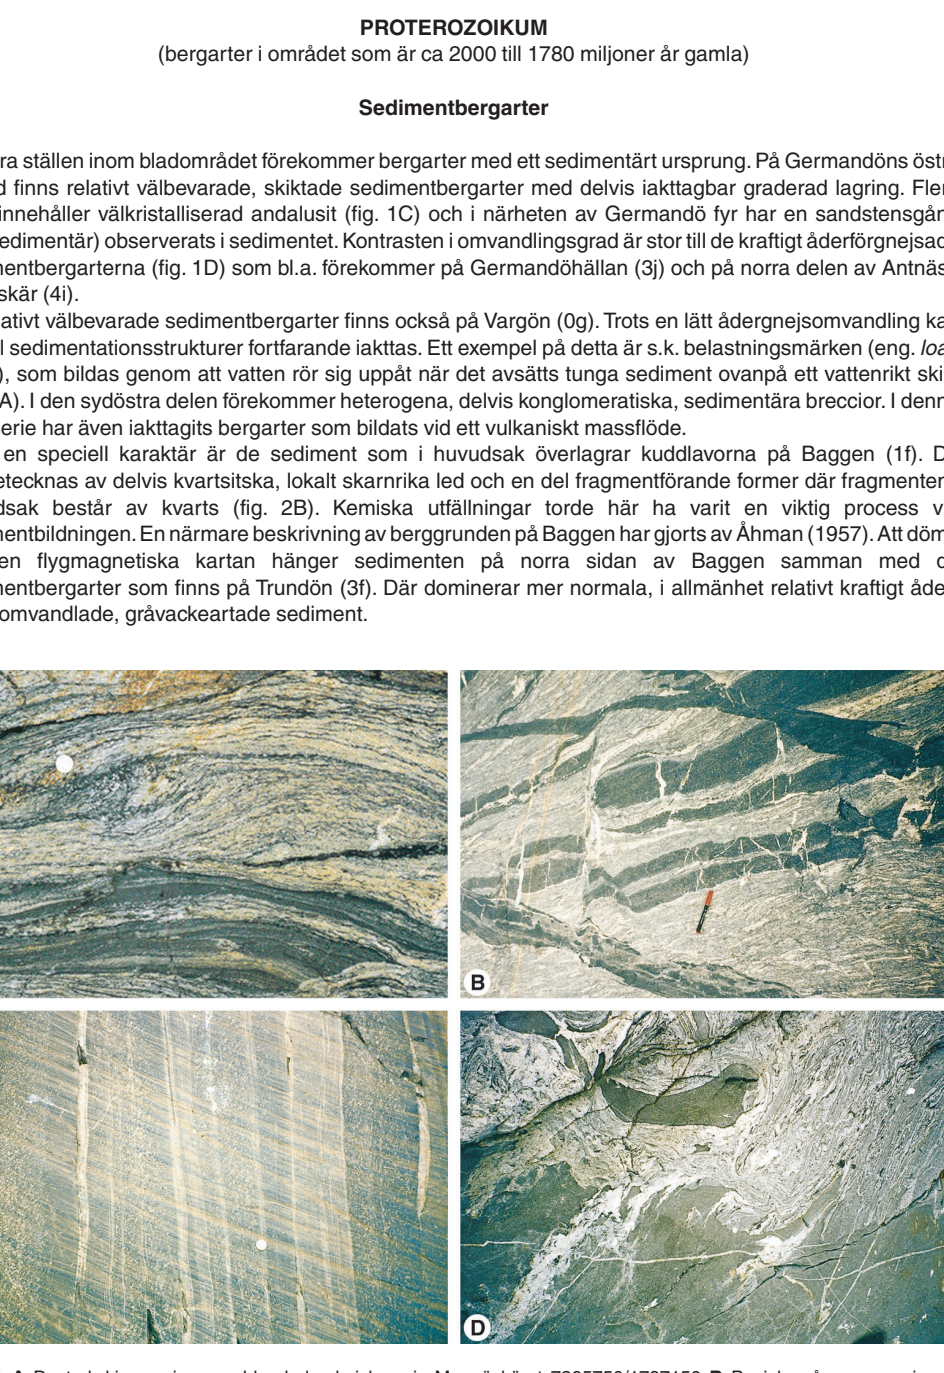 PROTEROZOIKUM
(bergarter i området som är ca 2000 till 1780 miljoner år gamla)
Sedimentbergarter
ra ställen inom bladområdet förekommer bergarter med ett sedimentärt ursprung. På Germandöns östr
d finns relativt välbevarade, skiktade sedimentbergarter med delvis iakttagbar graderad lagring. Fler
innehåller välkristalliserad andalusit (fig. 1C) och i närheten av Germandö fyr har en sandstensgån
edimentär) observerats i sedimentet. Kontrasten i omvandlingsgrad är stor till de kraftigt åderförgnejsad
mentbergarterna (fig. 1D) som bl.a. förekommer på Germandöhällan (3j) och på norra delen av Antnäs
skär (4i).
lativt välbevarade sedimentbergarter finns också på Vargön (0g). Trots en lätt ådergnejsomvandling ka
l sedimentationsstrukturer fortfarande iakttas. Ett exempel på detta är s.k. belastningsmärken (eng. loa
), som bildas genom att vatten rör sig uppåt när det avsätts tunga sediment ovanpå ett vattenrikt ski
A). I den sydöstra delen förekommer heterogena, delvis konglomeratiska, sedimentära breccior. I denn
serie har även iakttagits bergarter som bildats vid ett vulkaniskt massflöde.
en speciell karaktär är de sediment som i huvudsak överlagrar kuddlavorna på Baggen (1f). D
etecknas av delvis kvartsitska, lokalt skarnrika led och en del fragmentförande former där fragmenten
dsak består av kvarts (fig. 2B). Kemiska utfällningar torde här ha varit en viktig process v
mentbildningen. En närmare beskrivning av berggrunden på Baggen har gjorts av Åhman (1957). Att döm
en flygmagnetiska kartan hänger sedimenten på norra sidan av Baggen samman med d
mentbergarter som finns på Trundön (3f). Där dominerar mer normala, i allmänhet relativt kraftigt åde
omvandlade, gråvackeartade sediment.
B
D